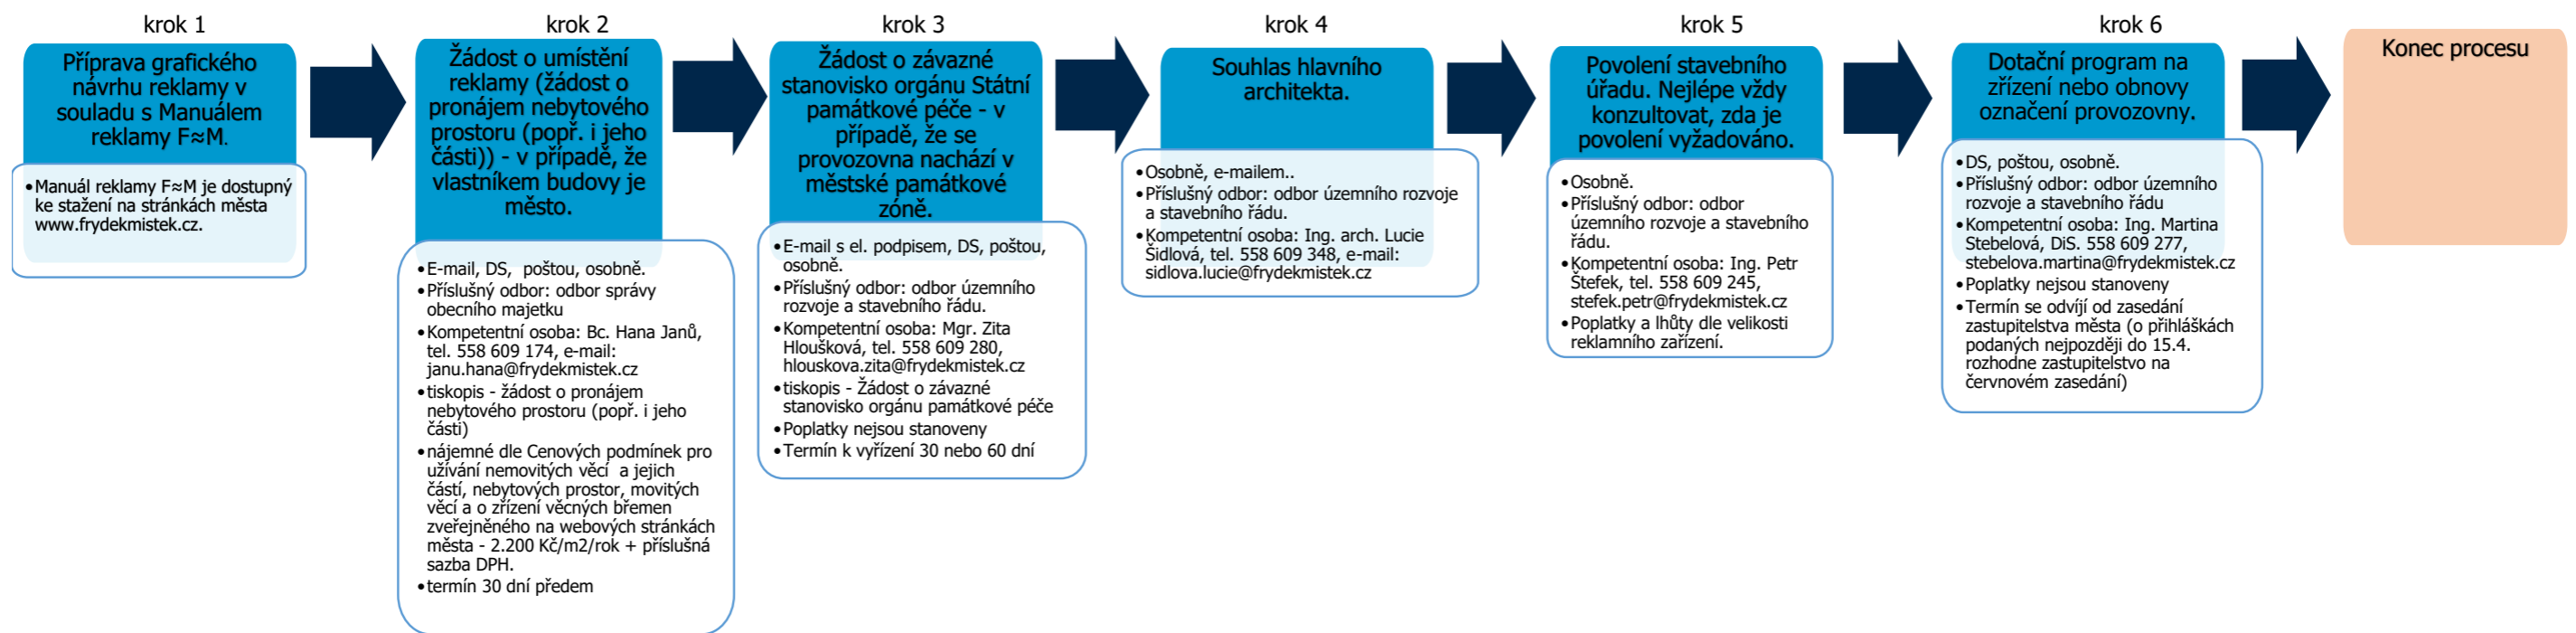 krok 1
Příprava grafického
návrhu reklamy v
souladu s Manuálem
reklamy F≈M.
•Manuál reklamy F≈M je dostupný
ke stažení na stránkách města
www.frydekmistek.cz.
krok 2
Žádost o umístění
reklamy (žádost o
pronájem nebytového
prostoru (popř. i jeho
části)) - v případě, že
vlastníkem budovy je
město.
•E-mail, DS, poštou, osobně.
•Příslušný odbor: odbor správy
obecního majetku
•Kompetentní osoba: Bc. Hana Janů,
tel. 558 609 174, e-mail:
janu.hana@frydekmistek.cz
•tiskopis - žádost o pronájem
nebytového prostoru (popř. i jeho
části)
•nájemné dle Cenových podmínek pro
užívání nemovitých věcí a jejich
částí, nebytových prostor, movitých
věcí a o zřízení věcných břemen
zveřejněného na webových stránkách
města - 2.200 Kč/m2/rok + příslušná
sazba DPH.
•termín 30 dní předem
krok 3
Žádost o závazné
stanovisko orgánu Státní
památkové péče - v
případě, že se
provozovna nachází v
městské památkové
zóně.
•E-mail s el. podpisem, DS, poštou,
osobně.
•Příslušný odbor: odbor územního
rozvoje a stavebního řádu.
•Kompetentní osoba: Mgr. Zita
Hloušková, tel. 558 609 280,
hlouskova.zita@frydekmistek.cz
•tiskopis - Žádost o závazné
stanovisko orgánu památkové péče
•Poplatky nejsou stanoveny
•Termín k vyřízení 30 nebo 60 dní
krok 4
Souhlas hlavního
architekta.
•Osobně, e-mailem..
•Příslušný odbor: odbor územního rozvoje
a stavebního řádu.
•Kompetentní osoba: Ing. arch. Lucie
Šidlová, tel. 558 609 348, e-mail:
sidlova.lucie@frydekmistek.cz
krok 5
Povolení stavebního
úřadu. Nejlépe vždy
konzultovat, zda je
povolení vyžadováno.
•Osobně.
•Příslušný odbor: odbor
územního rozvoje a stavebního
řádu.
•Kompetentní osoba: Ing. Petr
Štefek, tel. 558 609 245,
stefek.petr@frydekmistek.cz
•Poplatky a lhůty dle velikosti
reklamního zařízení.
krok 6
Dotační program na
zřízení nebo obnovy
označení provozovny.
•DS, poštou, osobně.
•Příslušný odbor: odbor územního
rozvoje a stavebního řádu
•Kompetentní osoba: Ing. Martina
Stebelová, DiS. 558 609 277,
stebelova.martina@frydekmistek.cz
•Poplatky nejsou stanoveny
•Termín se odvíjí od zasedání
zastupitelstva města (o přihláškách
podaných nejpozději do 15.4.
rozhodne zastupitelstvo na
červnovém zasedání)
Konec procesu